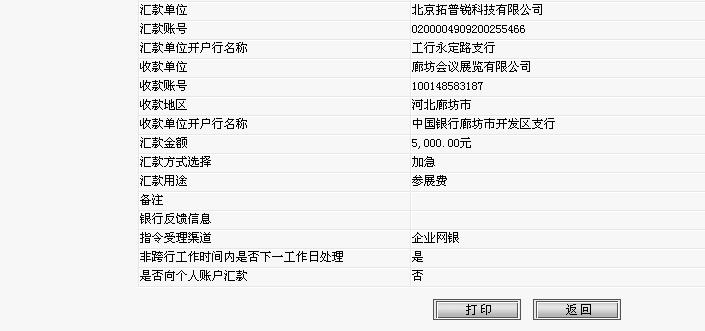 汇款单位 北京拓普锐科技有限公司
汇款账号 0200004909200255466
汇款单位开户行名称 工行永定路支行
收款单位 廊坊会议展览有限公司
收款账号 100148583187
收款地区 河北廊坊市
收款单位开户行名称 中国银行廊坊市开发区支行
汇款金额 5,000.00元
汇款方式选择 加急
汇款用途 参展费
备注
银行反馈信息
指令受理渠道 企业网银
非跨行工作时间内是否下一工作日处理 是
是否向个人账户汇款 否
打印 返回